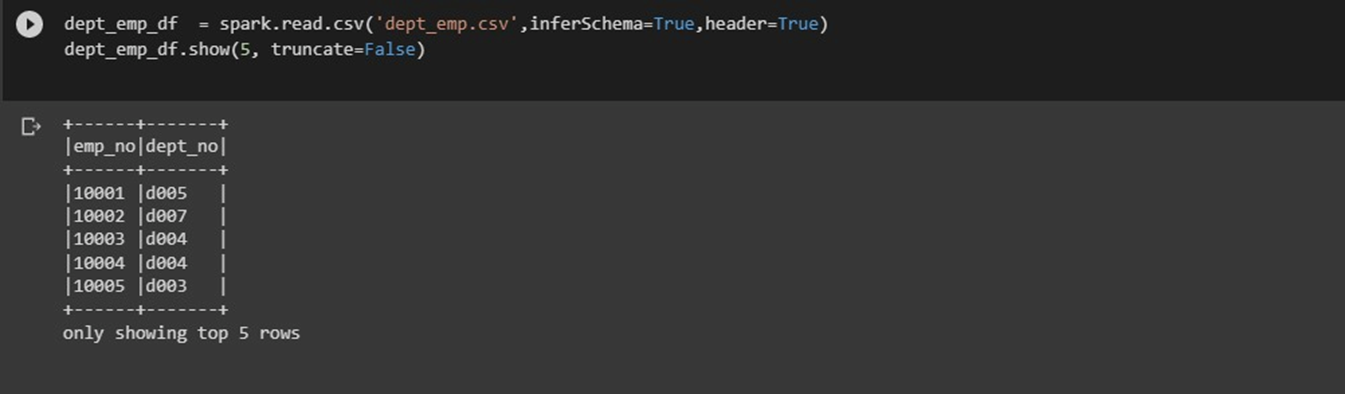 dept_emp_df  = spark.read.csv('dept_emp.csv',inferSchema=True,header=True)
dept_emp_df.show(5, truncate=False)
+------+-------+
|emp_no|dept_no|
+------+-------+
|10001 |d005   |
|10002 |d007   |
|10003 |d004   |
|10004 |d004   |
|10005 |d003   |
+------+-------+
only showing top 5 rows